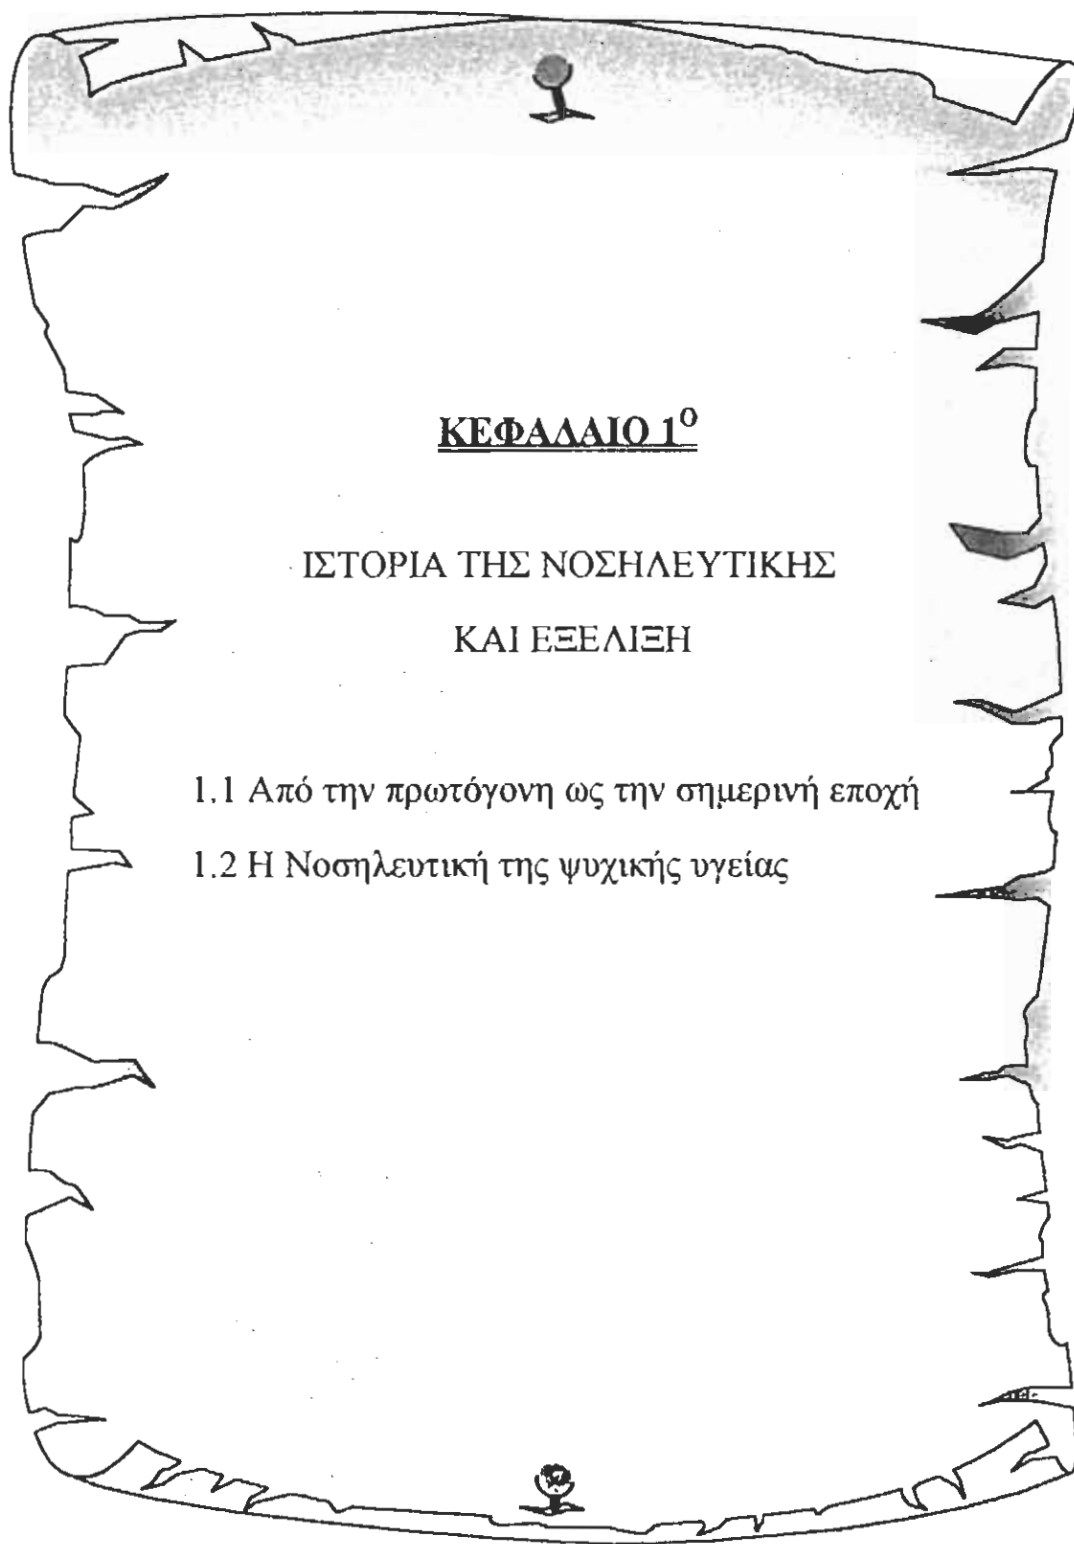 ΚΕΦΑΛΑΙΟ 1Ο
ΙΣΤΟΡΙΑ ΤΗΣ ΝΟΣΗΛΕΥΤΙΚΗΣ
ΚΑΙ ΕΞΕΛΙΞΗ
1.1 Από την πρωτόγονη ως την σημερινή εποχή
1.2 Η Νοσηλευτική της ψυχικής υγείας